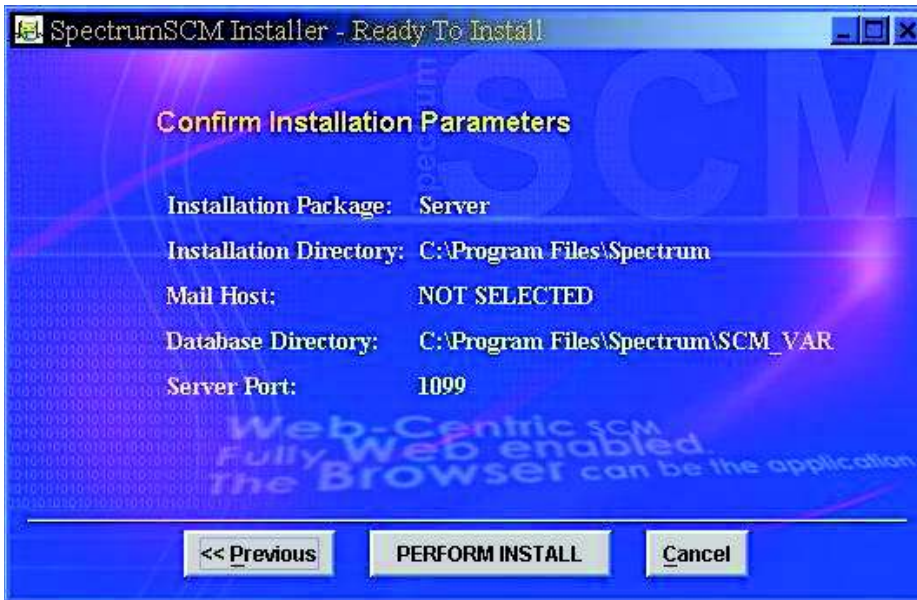 SpectrumSCM Installer - Ready To Install
Spectrum
SCM
Confirm Installation Parameters
Installation Package: Server
Installation Directory: C:\Program Files\Spectrum
Mail Host: NOT SELECTED
Database Directory: C:\Program Files\Spectrum\SCM_VAR
Server Port: 1099
Web-Centric SCM
Fully Web enabled.
The Browser can be the application
<< Previous
PERFORM INSTALL
Cancel